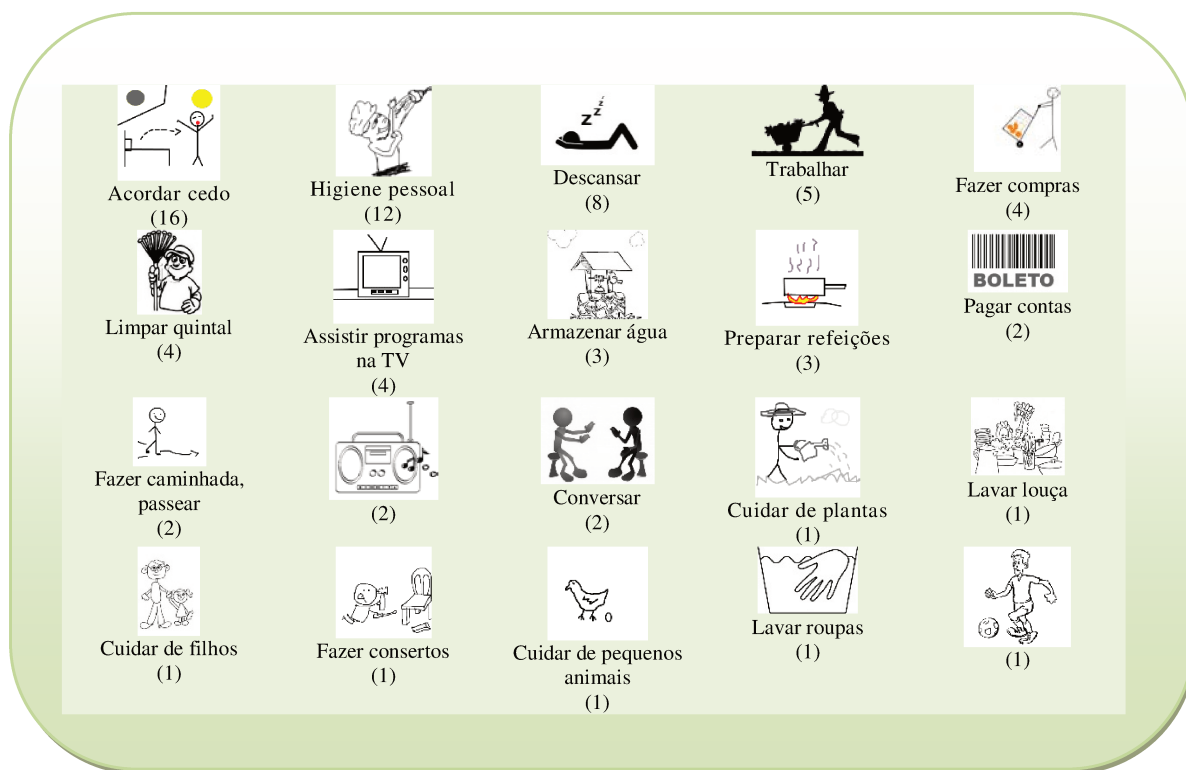 Acordar cedo
(16)
Higiene pessoal
(12)
z z z
Descansar
(8)
Trabalhar
(5)
Fazer compras
(4)
Limpar quintal
(4)
Assistir programas
na TV
(4)
Armazenar água
(3)
Preparar refeições
(3)
BOLETO
Pagar contas
(2)
Fazer caminhada,
passear
(2)
(2)
Conversar
(2)
Cuidar de plantas
(1)
Lavar louça
(1)
Cuidar de filhos
(1)
Fazer consertos
(1)
Cuidar de pequenos
animais
(1)
Lavar roupas
(1)
(1)